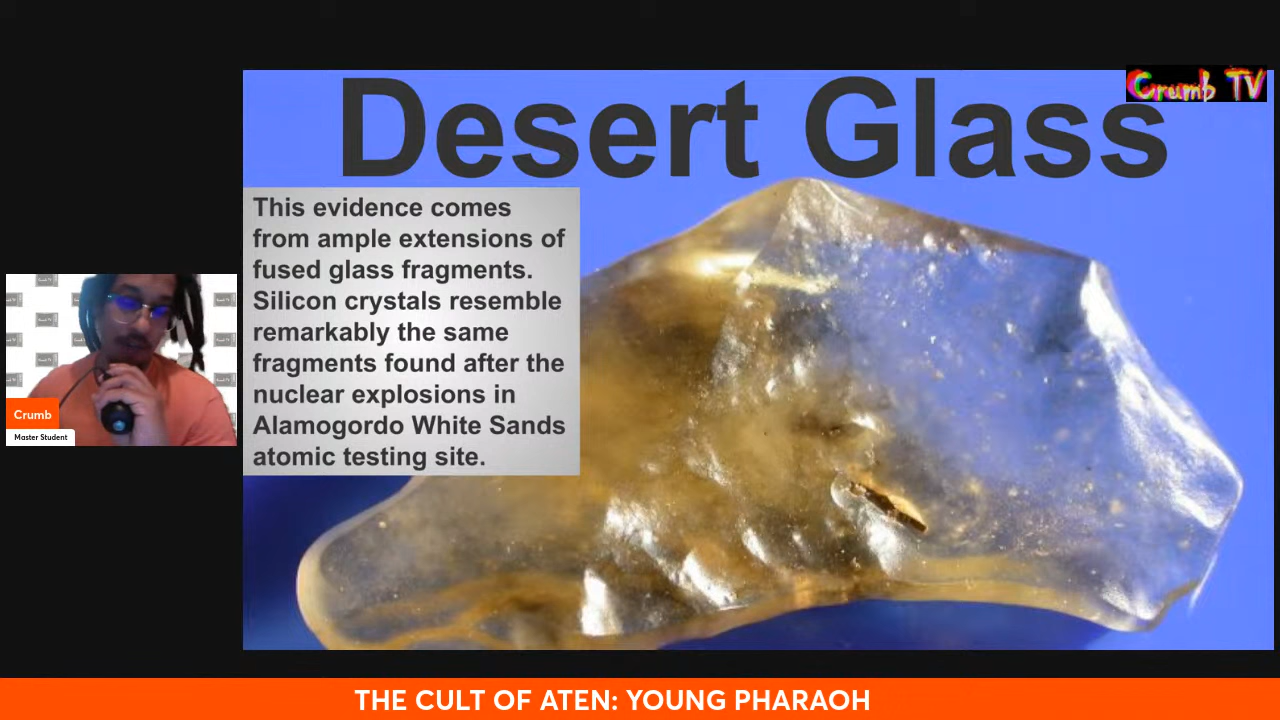 Desert Glass
Crumb TV
This evidence comes
from ample extensions of
fused glass fragments.
Silicon crystals resemble
remarkably the same
fragments found after the
nuclear explosions in
Alamogordo White Sands
atomic testing site.
Crumb
Master Student
THE CULT OF ATEN: YOUNG PHARAOH